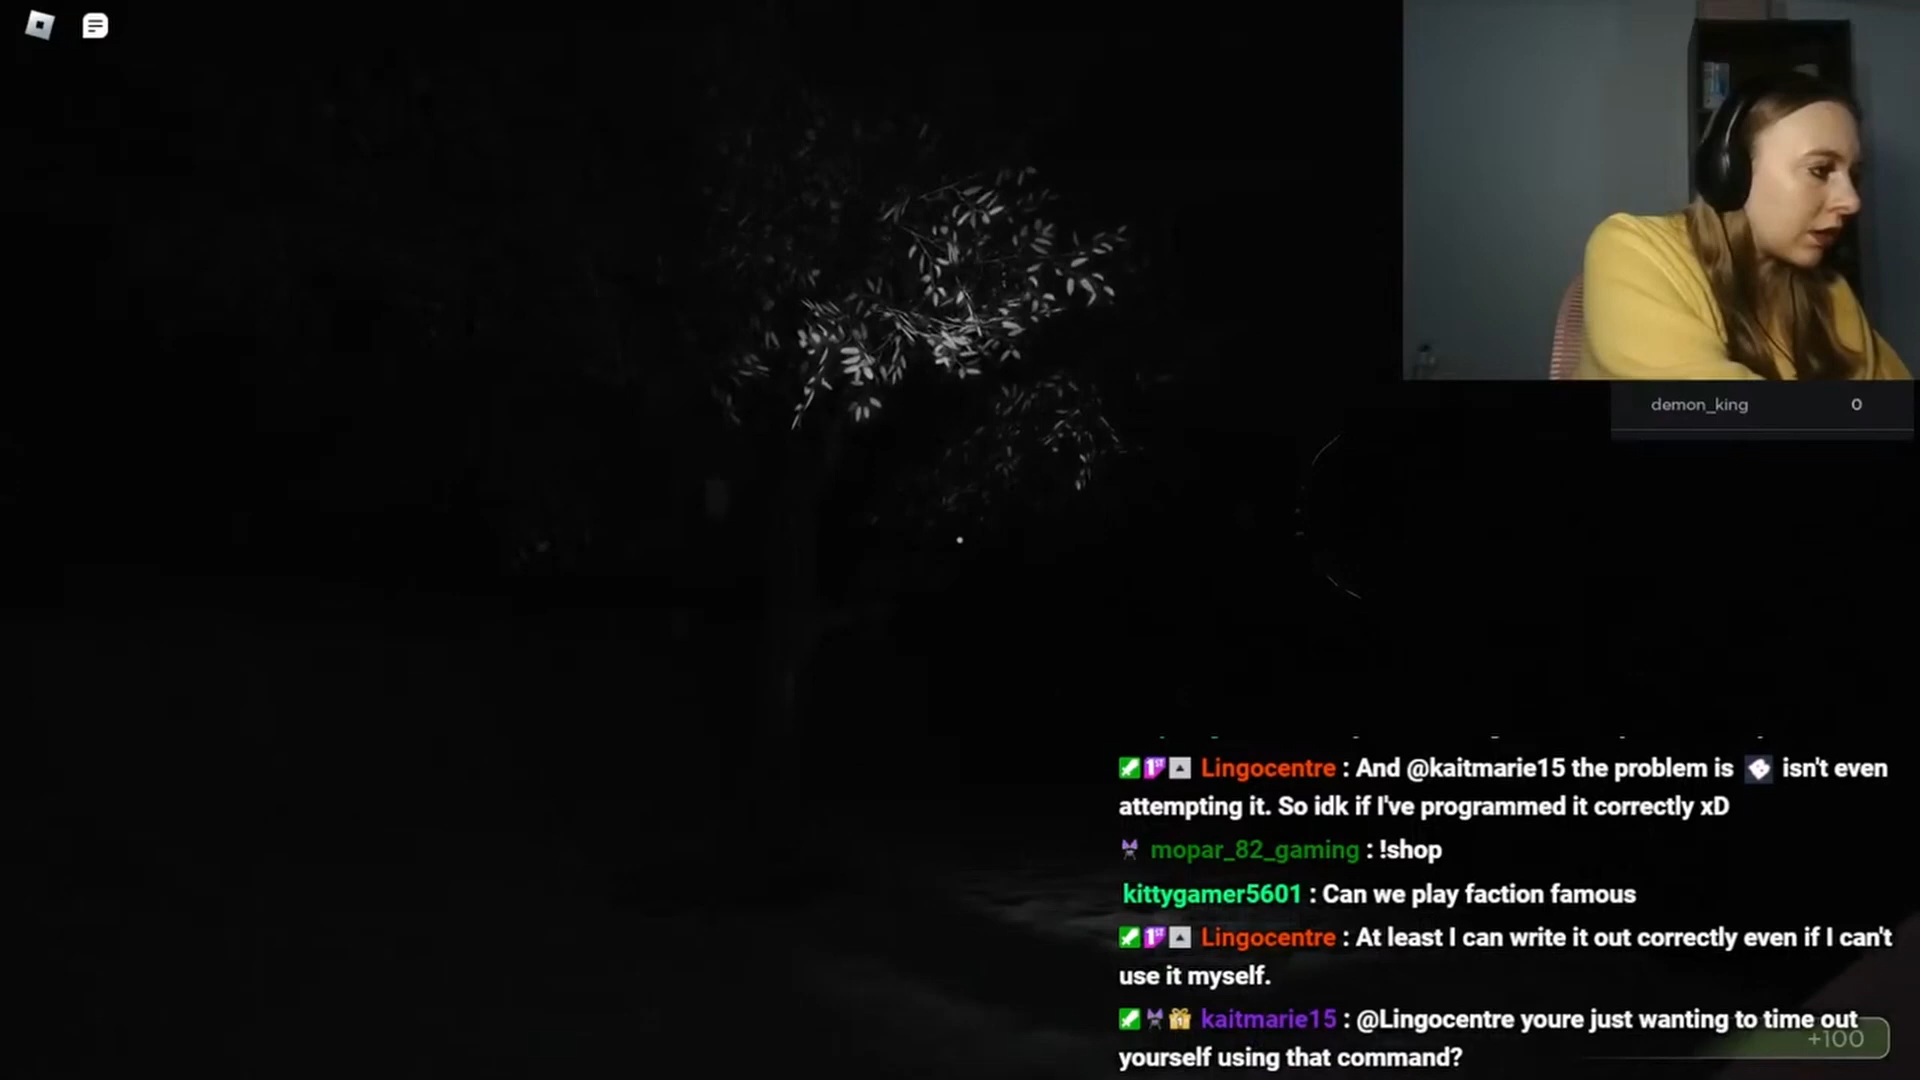 demon_king 0
Lingocentre : And @kaitmarie15 the problem is isn't even
attempting it. So idk if I've programmed it correctly xD
mopar_82_gaming : !shop
kittygamer5601 : Can we play faction famous
Lingocentre : At least I can write it out correctly even if I can't
use it myself.
kaitmarie15 : @Lingocentre youre just wanting to time out
yourself using that command?
+100